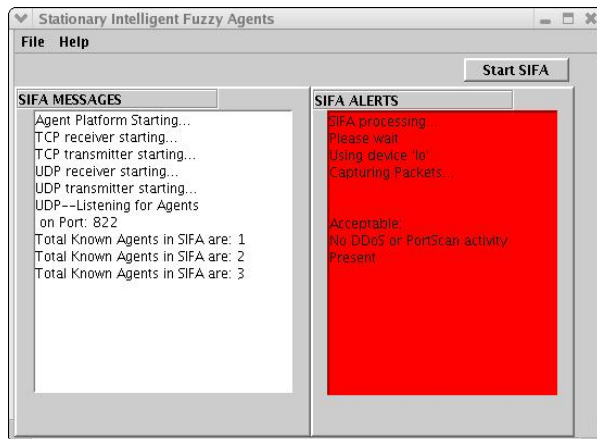 Stationary Intelligent Fuzzy Agents
File Help
Start SIFA
SIFA MESSAGES
Agent Platform Starting...
TCP receiver starting...
TCP transmitter starting...
UDP receiver starting...
UDP transmitter starting...
UDP--Listening for Agents
on Port: 822
Total Known Agents in SIFA are: 1
Total Known Agents in SIFA are: 2
Total Known Agents in SIFA are: 3
SIFA ALERTS
SIFA processing...
Please wait
Using device 'lo'
Capturing Packets...
Acceptable:
No DDoS or PortScan activity
Present